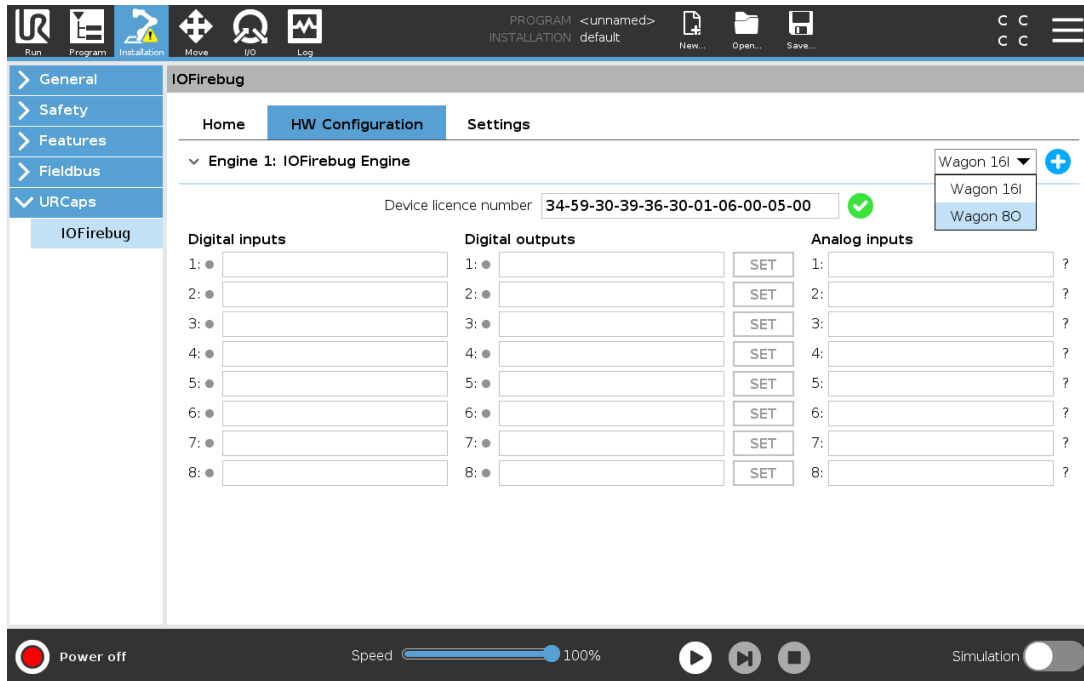 PROGRAM <unnamed>
INSTALLATION default
C C
C C
Run Program Installation Move I/O Log New... Open... Save...
General
Safety
Features
Fieldbus
URCaps
IOFirebug
IOFirebug
Home HW Configuration Settings
Engine 1: IOFirebug Engine Wagon 16I
Wagon 16I
Wagon 8O
Device licence number 34-59-30-39-36-30-01-06-00-05-00
Digital inputs Digital outputs Analog inputs
1: 1: SET 1: ?
2: 2: SET 2: ?
3: 3: SET 3: ?
4: 4: SET 4: ?
5: 5: SET 5: ?
6: 6: SET 6: ?
7: 7: SET 7: ?
8: 8: SET 8: ?
Power off Speed 100% Simulation